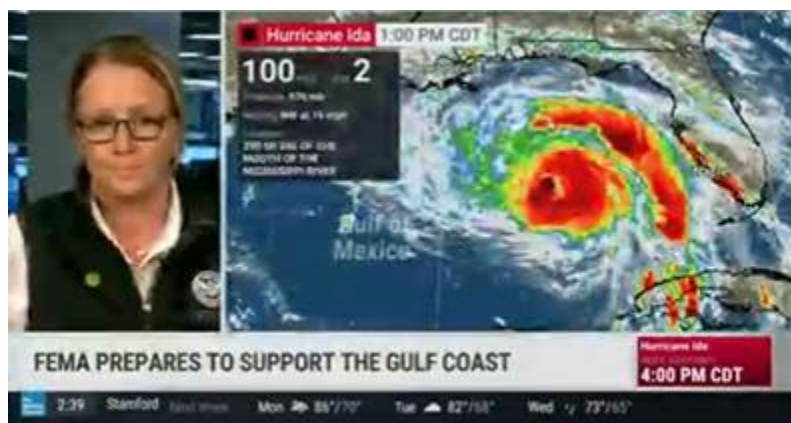 Hurricane Ida 1:00 PM CDT
100 2
MOUTH OF THE
MISSISSIPPI RIVER
Gulf of
Mexico
FEMA PREPARES TO SUPPORT THE GULF COAST
Hurricane Ida
4:00 PM CDT
2:39 Stamford Next Week Mon 86°/70° Tue 82°/68° Wed 73°/65°